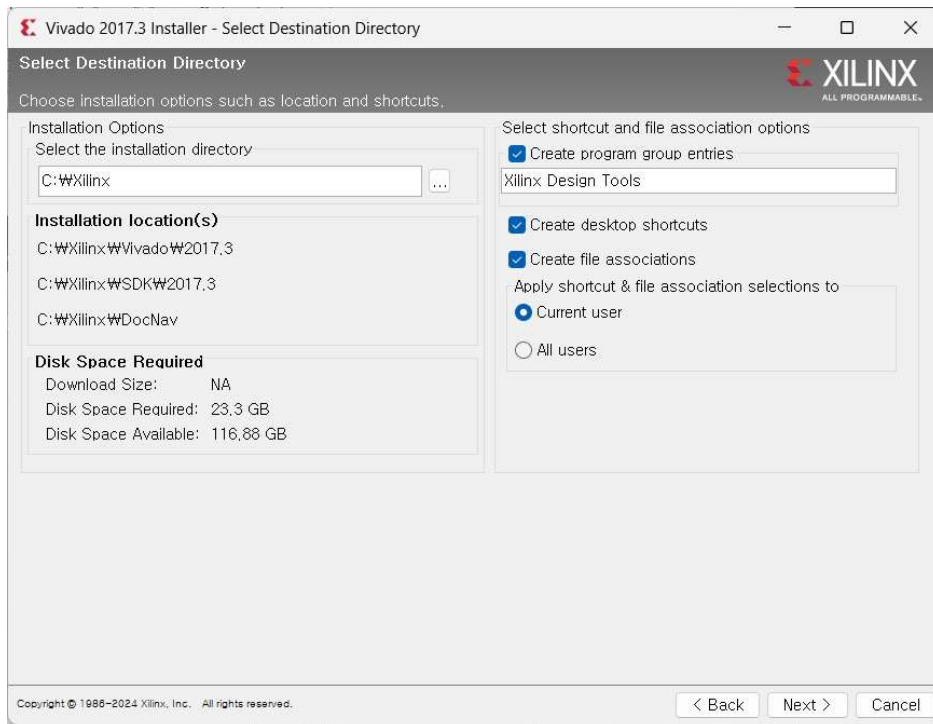 Vivado 2017.3 Installer - Select Destination Directory
Select Destination Directory
XILINX
ALL PROGRAMMABLE.
Choose installation options such as location and shortcuts.
Installation Options
Select the installation directory
C:₩Xilinx
...
Installation location(s)
C:₩Xilinx₩Vivado₩2017.3
C:₩Xilinx₩SDK₩2017.3
C:₩Xilinx₩DocNav
Disk Space Required
Download Size: NA
Disk Space Required: 23.3 GB
Disk Space Available: 116.88 GB
Select shortcut and file association options
Create program group entries
Xilinx Design Tools
Create desktop shortcuts
Create file associations
Apply shortcut & file association selections to
Current user
All users
Copyright © 1986-2024 Xilinx, Inc. All rights reserved.
< Back
Next >
Cancel